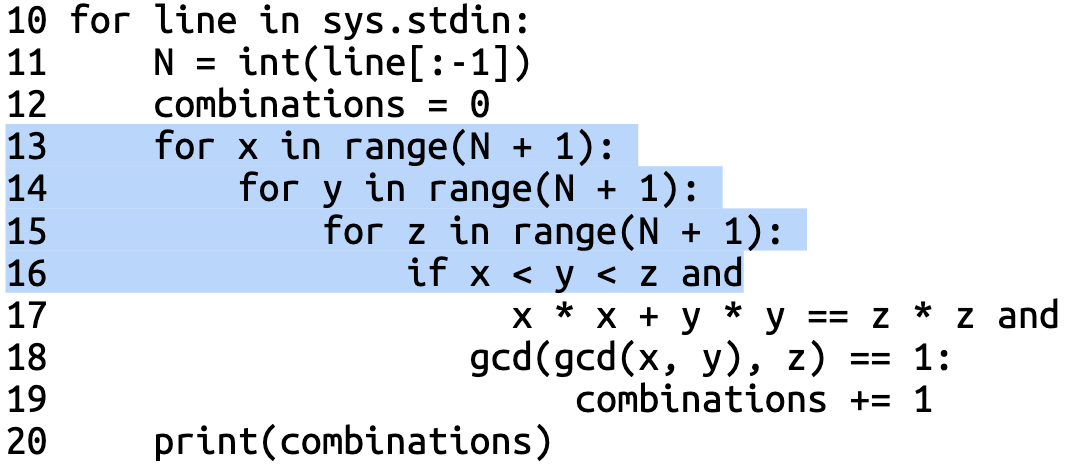 10 for line in sys.stdin:
11     N = int(line[:-1])
12     combinations = 0
13     for x in range(N + 1):
14         for y in range(N + 1):
15             for z in range(N + 1):
16                 if x < y < z and
17                      x * x + y * y == z * z and
18                    gcd(gcd(x, y), z) == 1:
19                         combinations += 1
20     print(combinations)